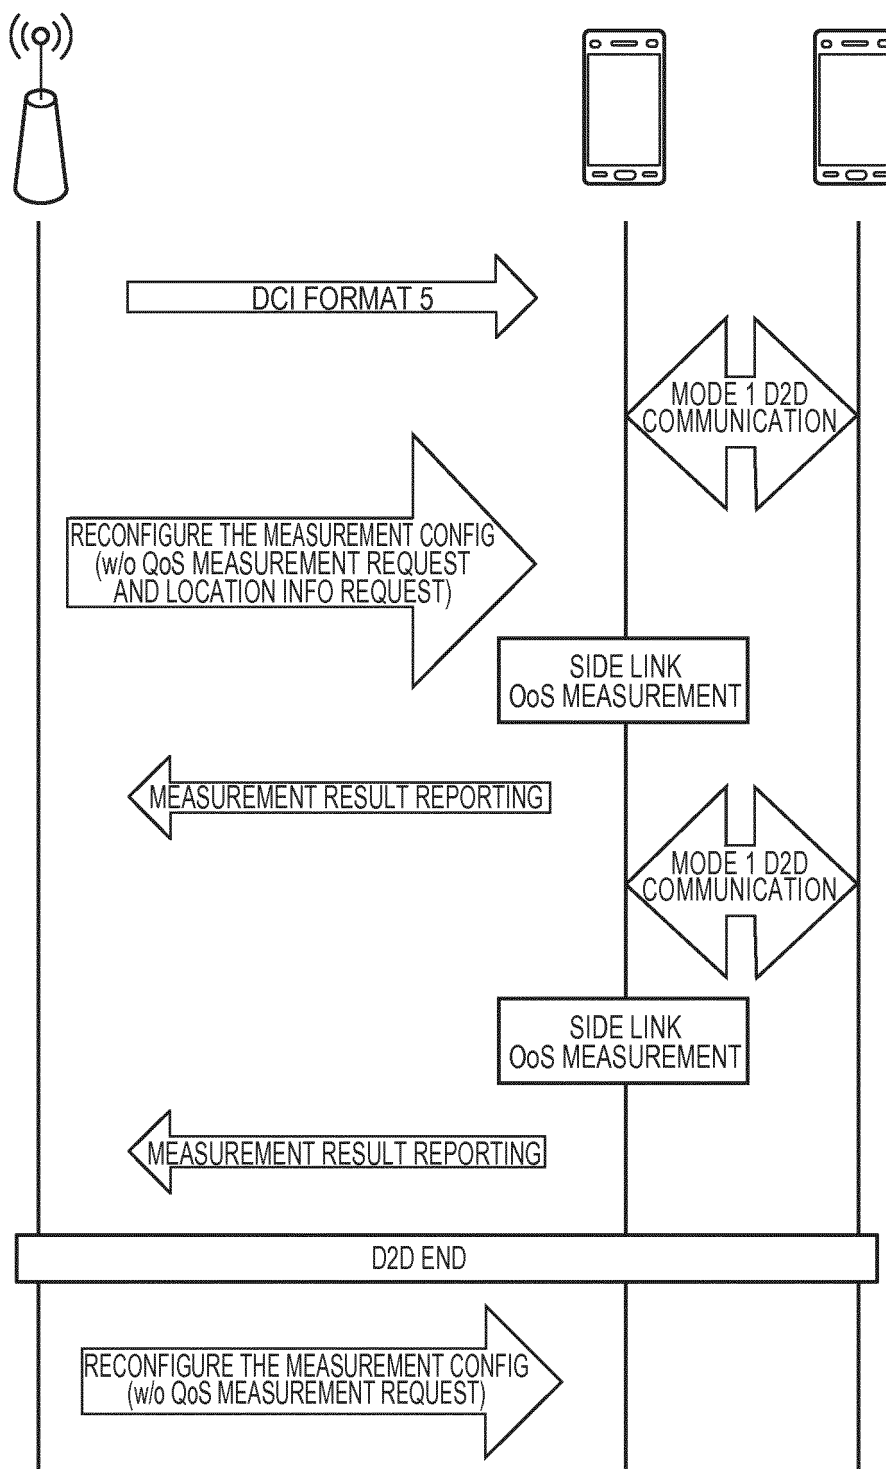 DCI FORMAT 5
MODE 1 D2D
COMMUNICATION
RECONFIGURE THE MEASUREMENT CONFIG
(w/o QoS MEASUREMENT REQUEST
AND LOCATION INFO REQUEST)
SIDE LINK
OoS MEASUREMENT
MEASUREMENT RESULT REPORTING
MODE 1 D2D
COMMUNICATION
SIDE LINK
OoS MEASUREMENT
MEASUREMENT RESULT REPORTING
D2D END
RECONFIGURE THE MEASUREMENT CONFIG
(w/o QoS MEASUREMENT REQUEST)